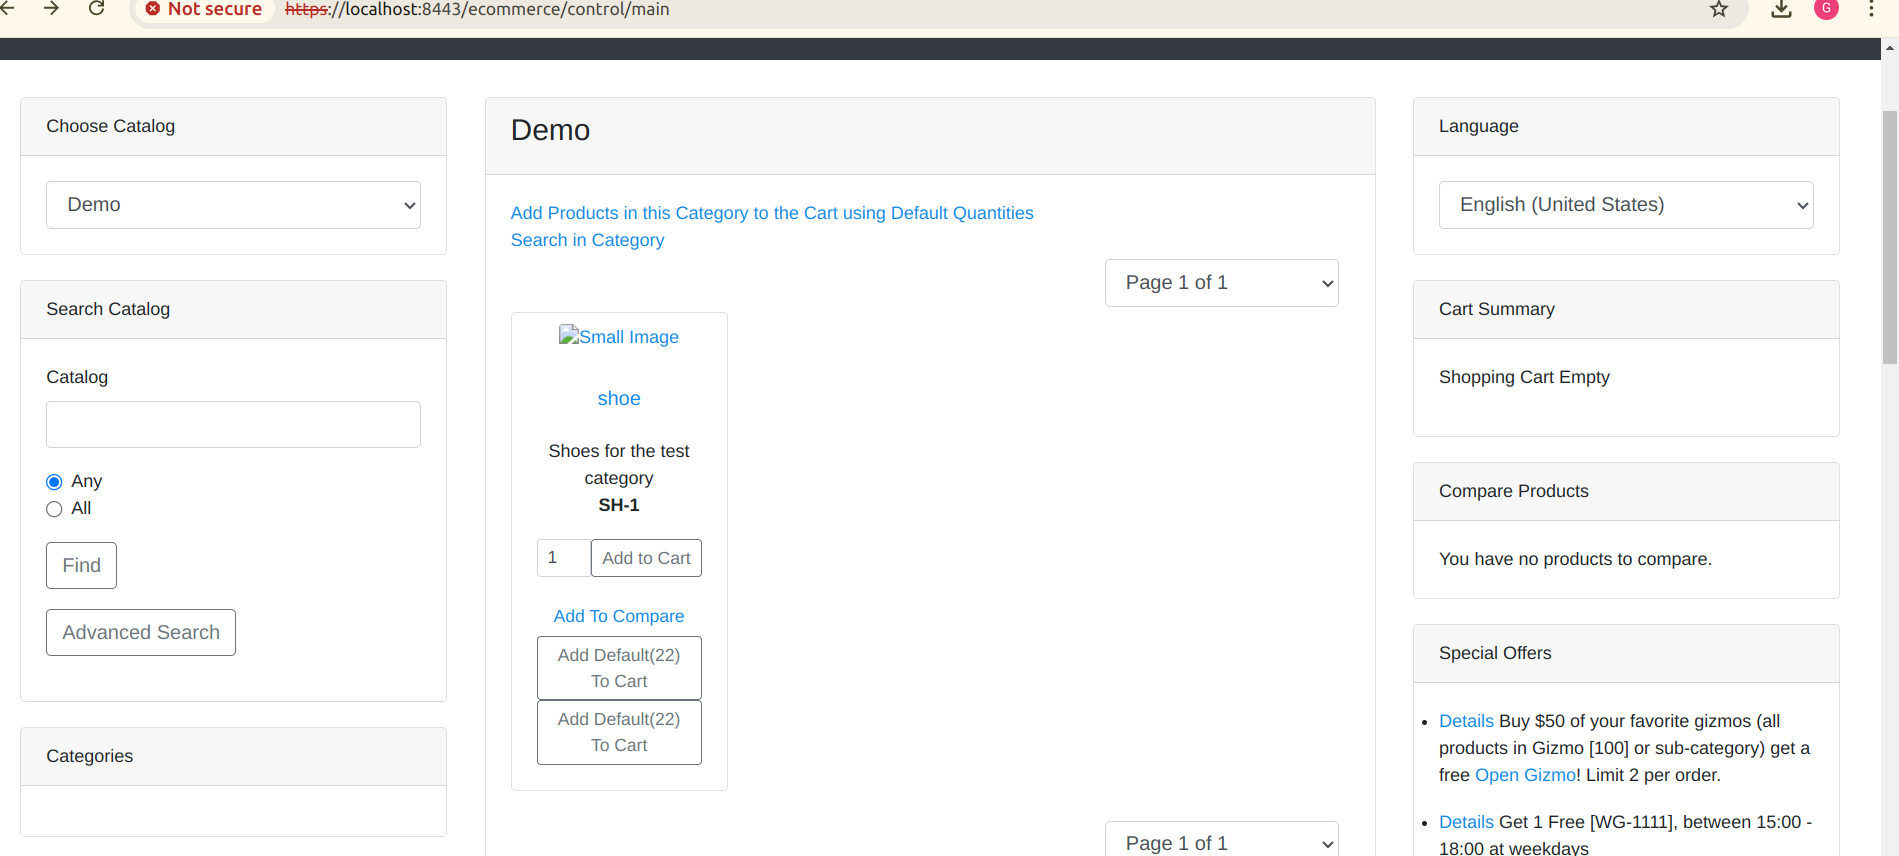 Not secure
https://localhost:8443/ecommerce/control/main
G
Choose Catalog
Demo
Search Catalog
Catalog
Any
All
Find
Advanced Search
Categories
Demo
Add Products in this Category to the Cart using Default Quantities
Search in Category
Page 1 of 1
Small Image
shoe
Shoes for the test
category
SH-1
1
Add to Cart
Add To Compare
Add Default(22)
To Cart
Add Default(22)
To Cart
Page 1 of 1
Language
English (United States)
Cart Summary
Shopping Cart Empty
Compare Products
You have no products to compare.
Special Offers
Details Buy $50 of your favorite gizmos (all
products in Gizmo [100] or sub-category) get a
free Open Gizmo! Limit 2 per order.
Details Get 1 Free [WG-1111], between 15:00 -
18:00 at weekdays